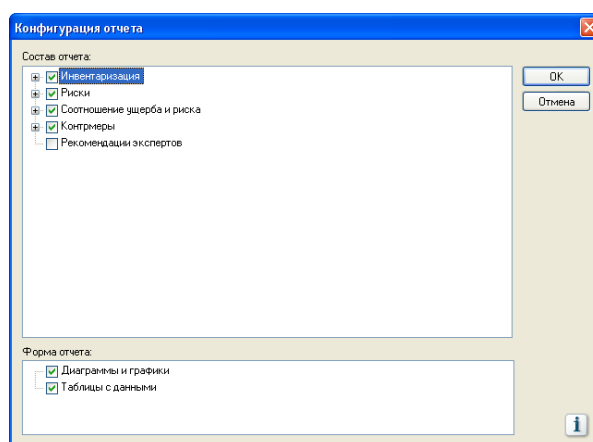 Конфигурация отчета
Состав отчета:
Инвентаризация
Риски
Соотношение ущерба и риска
Контрмеры
Рекомендации экспертов
OK
Отмена
Форма отчета:
Диаграммы и графики
Таблицы с данными